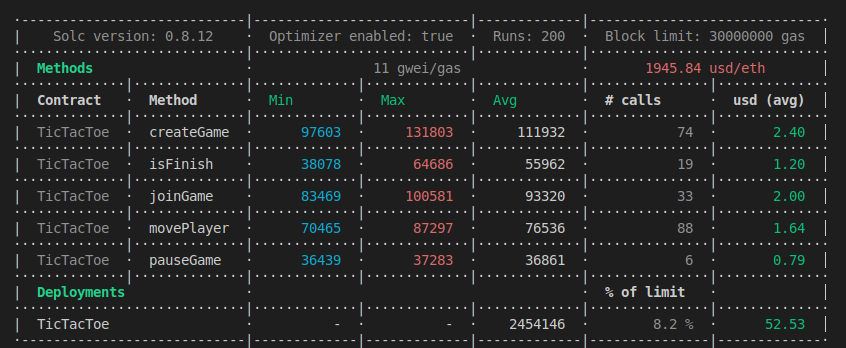 Solc version: 0.8.12 Optimizer enabled: true Runs: 200 Block limit: 30000000 gas
Methods 11 gwei/gas 1945.84 usd/eth
Contract Method Min Max Avg # calls usd (avg)
TicTacToe createGame 97603 131803 111932 74 2.40
TicTacToe isFinish 38078 64686 55962 19 1.20
TicTacToe joinGame 83469 100581 93320 33 2.00
TicTacToe movePlayer 70465 87297 76536 88 1.64
TicTacToe pauseGame 36439 37283 36861 6 0.79
Deployments % of limit
TicTacToe - - 2454146 8.2 % 52.53